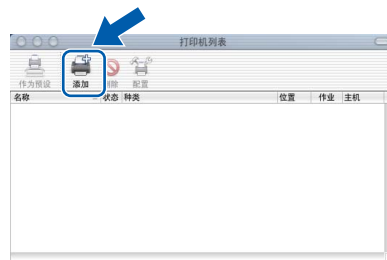 打印机列表
作为预设 添加 删除 配置
名称 状态 种类 位置 作业 主机